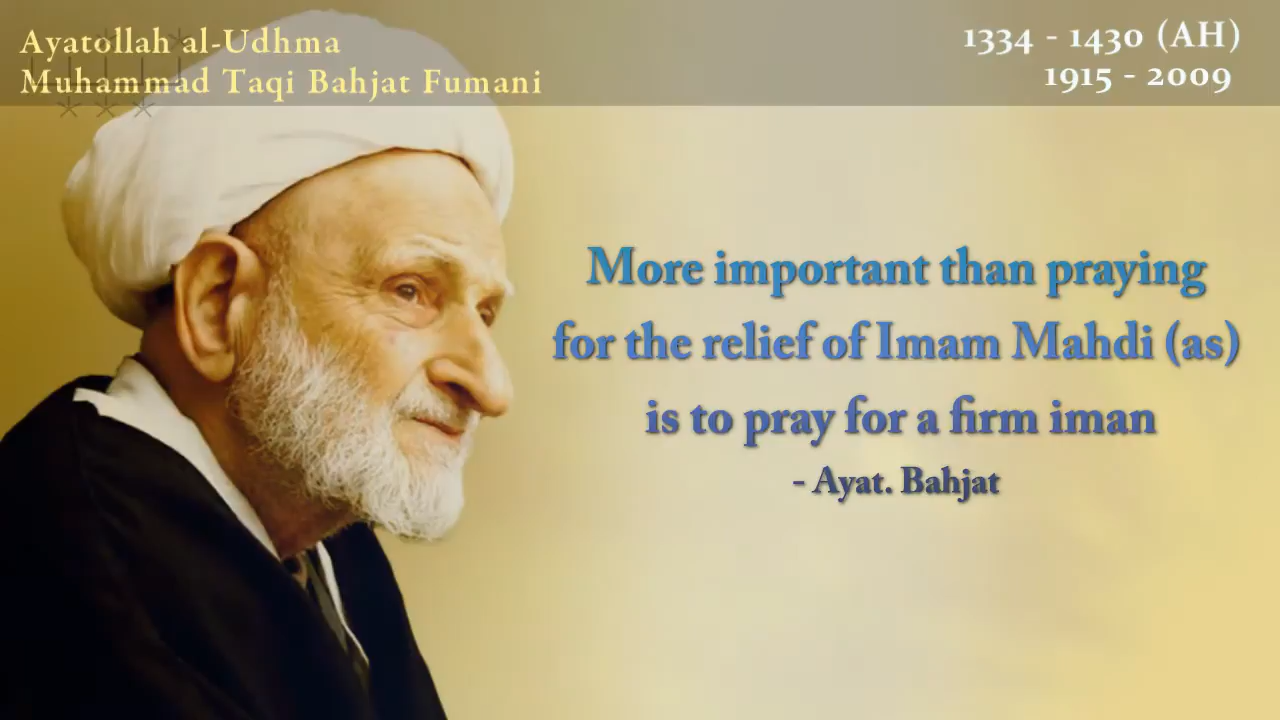 Ayatollah al-Udhma
Muhammad Taqi Bahjat Fumani
1334 - 1430 (AH)
1915 - 2009
More important than praying
for the relief of Imam Mahdi (as)
is to pray for a firm iman
- Ayat. Bahjat